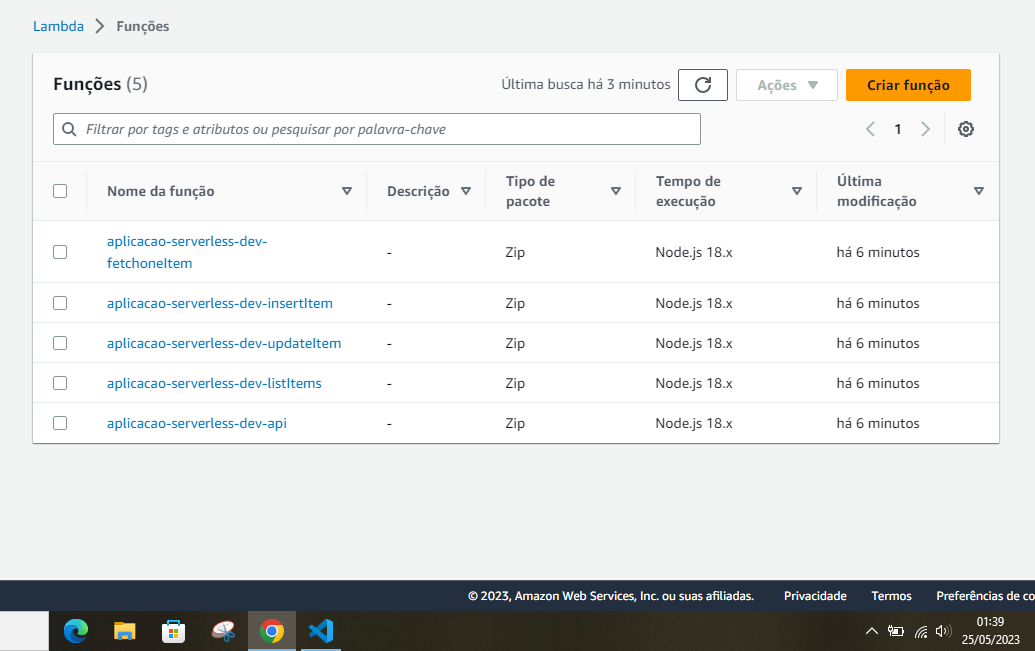 Lambda > Funções
Funções (5)
Última busca há 3 minutos
Ações
Criar função
Filtrar por tags e atributos ou pesquisar por palavra-chave
1
Nome da função
Descrição
Tipo de
pacote
Tempo de
execução
Última
modificação
aplicacao-serverless-dev-
fetchoneItem
-
Zip
Node.js 18.x
há 6 minutos
aplicacao-serverless-dev-insertItem
-
Zip
Node.js 18.x
há 6 minutos
aplicacao-serverless-dev-updateItem
-
Zip
Node.js 18.x
há 6 minutos
aplicacao-serverless-dev-listItems
-
Zip
Node.js 18.x
há 6 minutos
aplicacao-serverless-dev-api
-
Zip
Node.js 18.x
há 6 minutos
© 2023, Amazon Web Services, Inc. ou suas afiliadas.
Privacidade
Termos
Preferências de co
01:39
25/05/2023